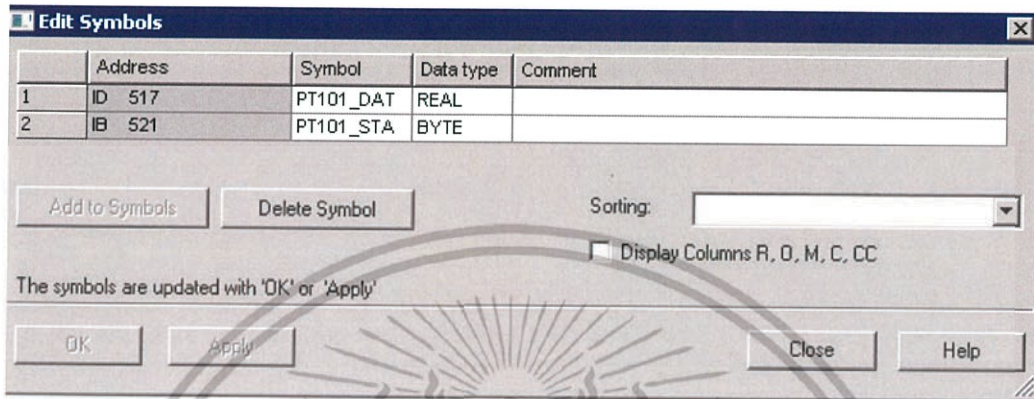 Edit Symbols
Address Symbol Data type Comment
1 ID 517 PT101_DAT REAL
2 IB 521 PT101_STA BYTE
Add to Symbols Delete Symbol Sorting:
Display Columns R, O, M, C, CC
The symbols are updated with 'OK' or 'Apply'
OK Apply Close Help